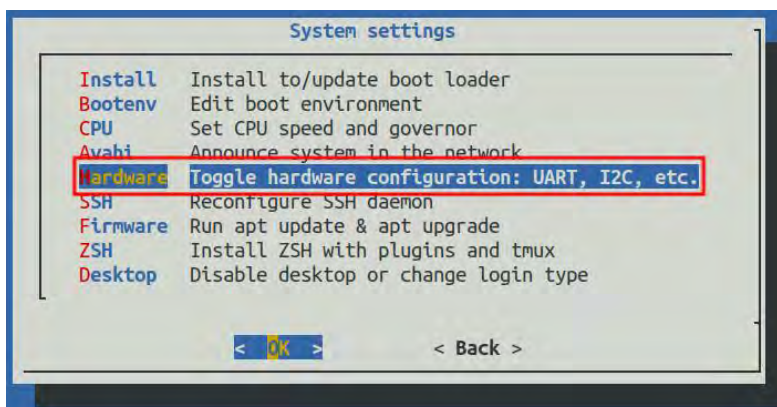 System settings
Install Install to/update boot loader
Bootenv Edit boot environment
CPU Set CPU speed and governor
Avahi Announce system in the network
Hardware Toggle hardware configuration: UART, I2C, etc.
SSH Reconfigure SSH daemon
Firmware Run apt update & apt upgrade
ZSH Install ZSH with plugins and tmux
Desktop Disable desktop or change login type
< OK > < Back >